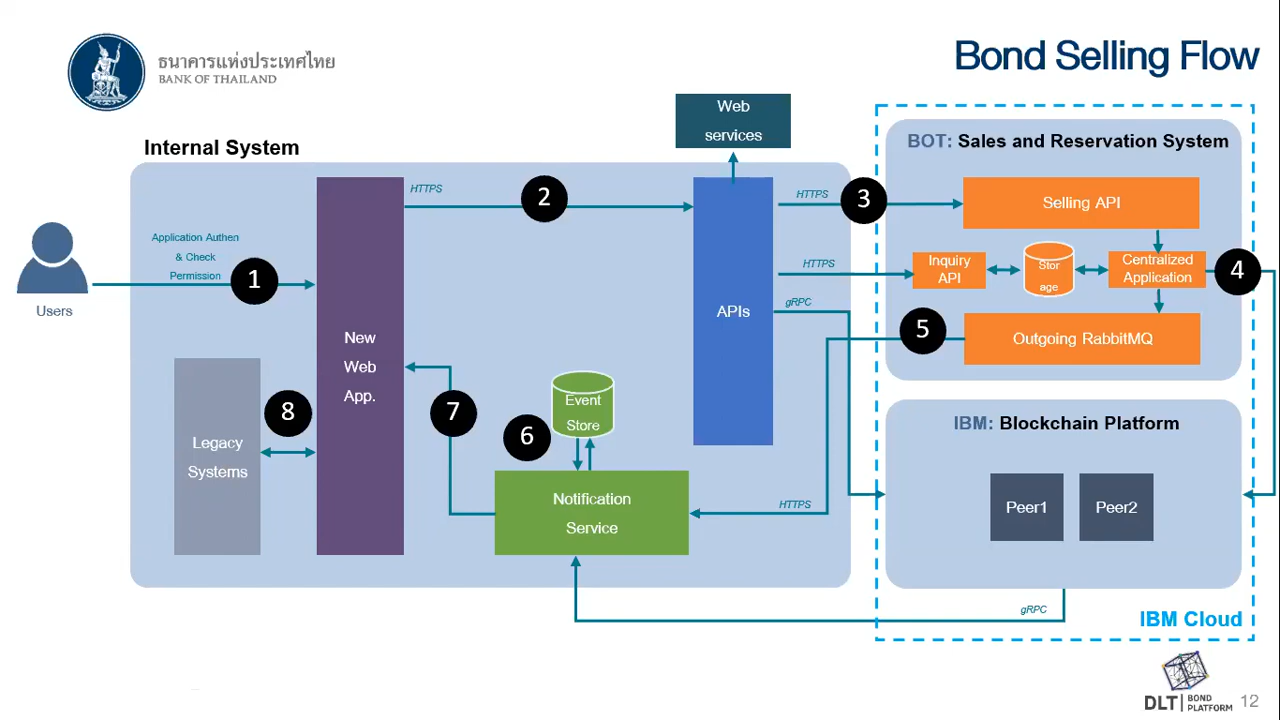 ธนาคารแห่งประเทศไทย
BANK OF THAILAND
Bond Selling Flow
Internal System
Web
services
BOT: Sales and Reservation System
HTTPS
2
HTTPS
3
Selling API
Application Authen
& Check
Permission
1
Users
HTTPS
Inquiry
API
Stor
age
Centralized
Application
4
gRPC
APIs
5
Outgoing RabbitMQ
New
Web
App.
Event
Store
6
7
8
Legacy
Systems
IBM: Blockchain Platform
Notification
Service
HTTPS
Peer1
Peer2
gRPC
IBM Cloud
DLT
BOND
PLATFORM
12